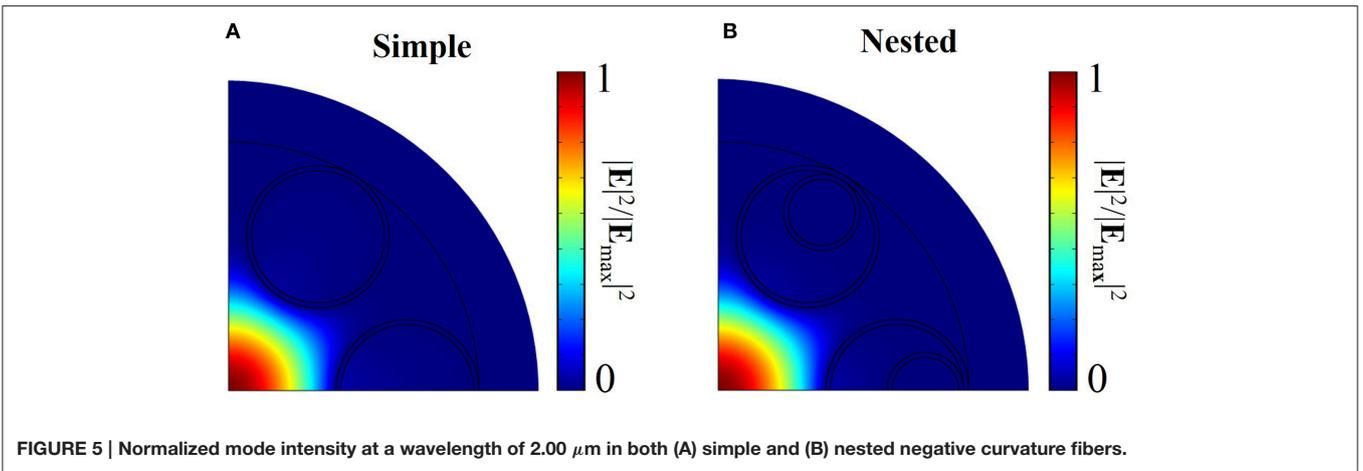 A
Simple
1
|E|²/|Eₘₐₓ|²
0
B
Nested
1
|E|²/|Eₘₐₓ|²
0
FIGURE 5 | Normalized mode intensity at a wavelength of 2.00 μm in both (A) simple and (B) nested negative curvature fibers.